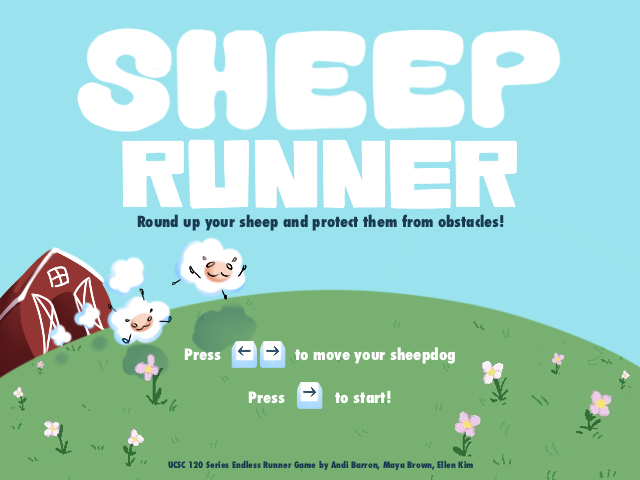 SHEEP
RUNNER
Round up your sheep and protect them from obstacles!
Press ← → to move your sheepdog
Press → to start!
UCSC 120 Series Endless Runner Game by Andi Barron, Maya Brown, Ellen Kim